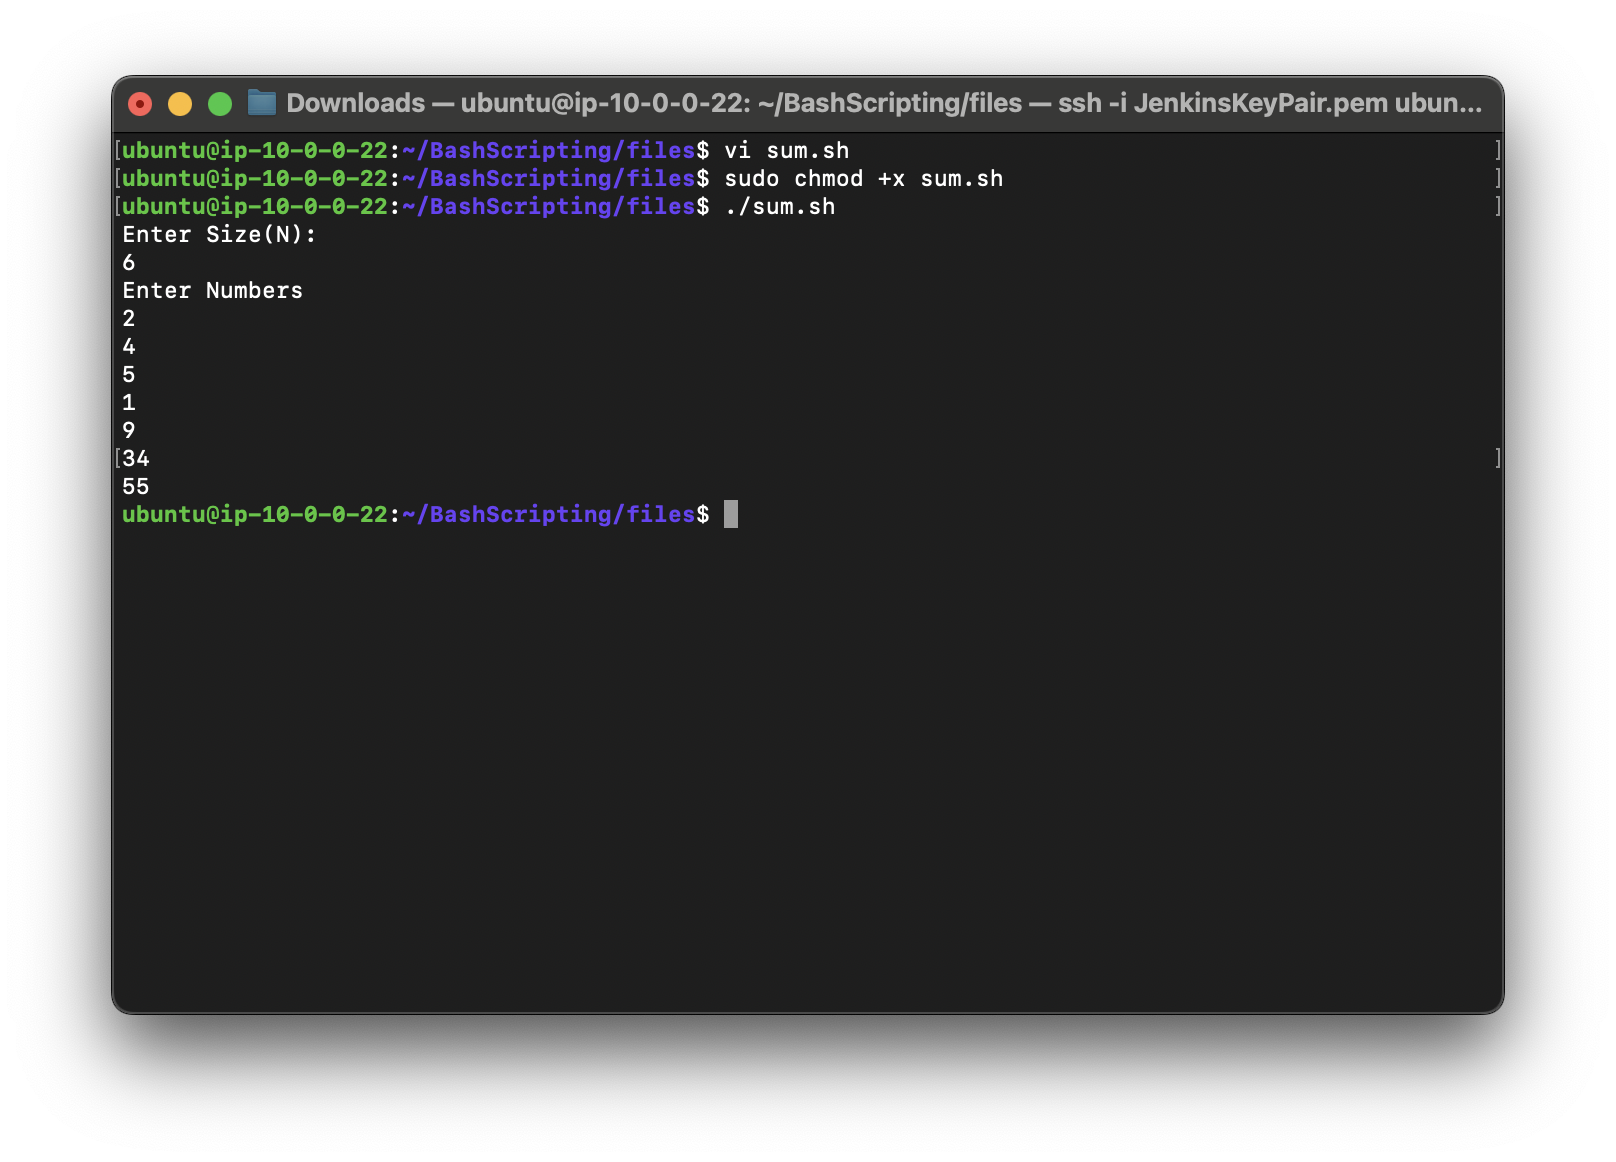 Downloads — ubuntu@ip-10-0-0-22: ~/BashScripting/files — ssh -i JenkinsKeyPair.pem ubun...
[ubuntu@ip-10-0-0-22:~/BashScripting/files$ vi sum.sh ]
[ubuntu@ip-10-0-0-22:~/BashScripting/files$ sudo chmod +x sum.sh ]
[ubuntu@ip-10-0-0-22:~/BashScripting/files$ ./sum.sh ]
Enter Size(N):
6
Enter Numbers
2
4
5
1
9
[34 ]
55
ubuntu@ip-10-0-0-22:~/BashScripting/files$